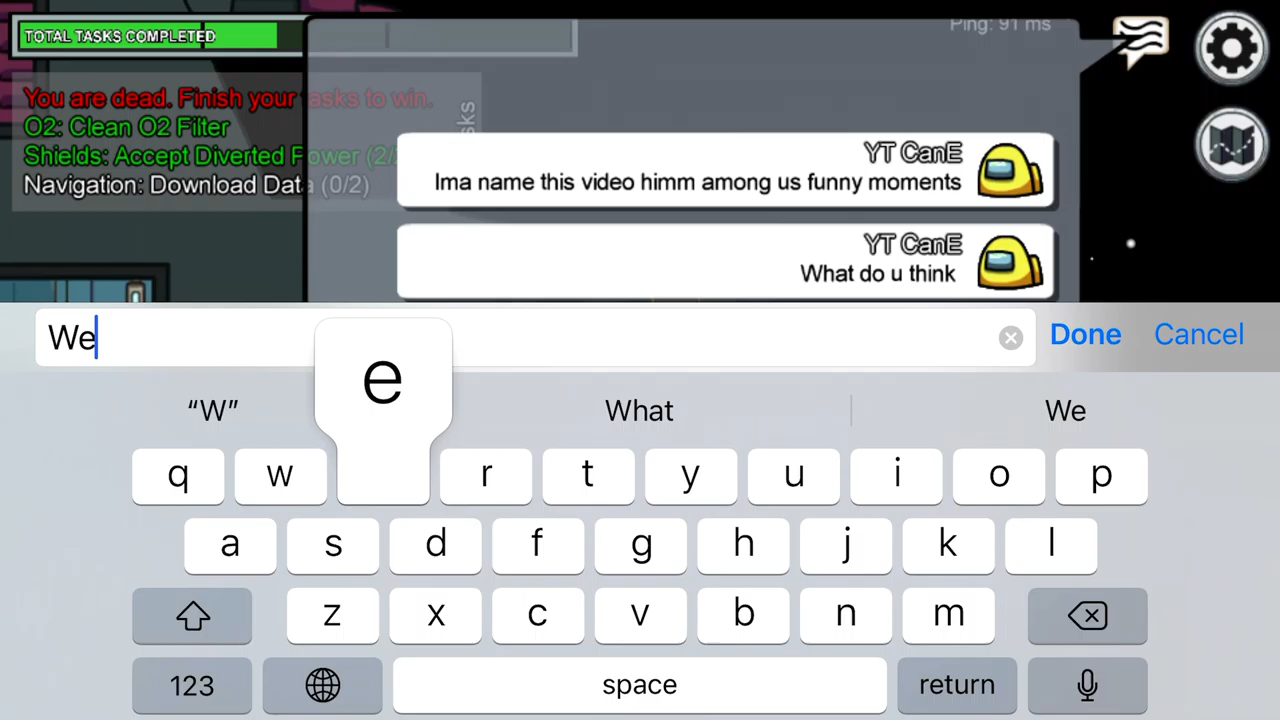 TOTAL TASKS COMPLETED
Ping: 91 ms
You are dead. Finish your tasks to win.
O2: Clean O2 Filter
Shields: Accept Diverted Power (2/2
Navigation: Download Data (0/2)
YT CanE
Ima name this video himm among us funny moments
YT CanE
What do u think
We
Done
Cancel
e
“W”
What
We
q w r t y u i o p
a s d f g h j k l
z x c v b n m
123
space
return